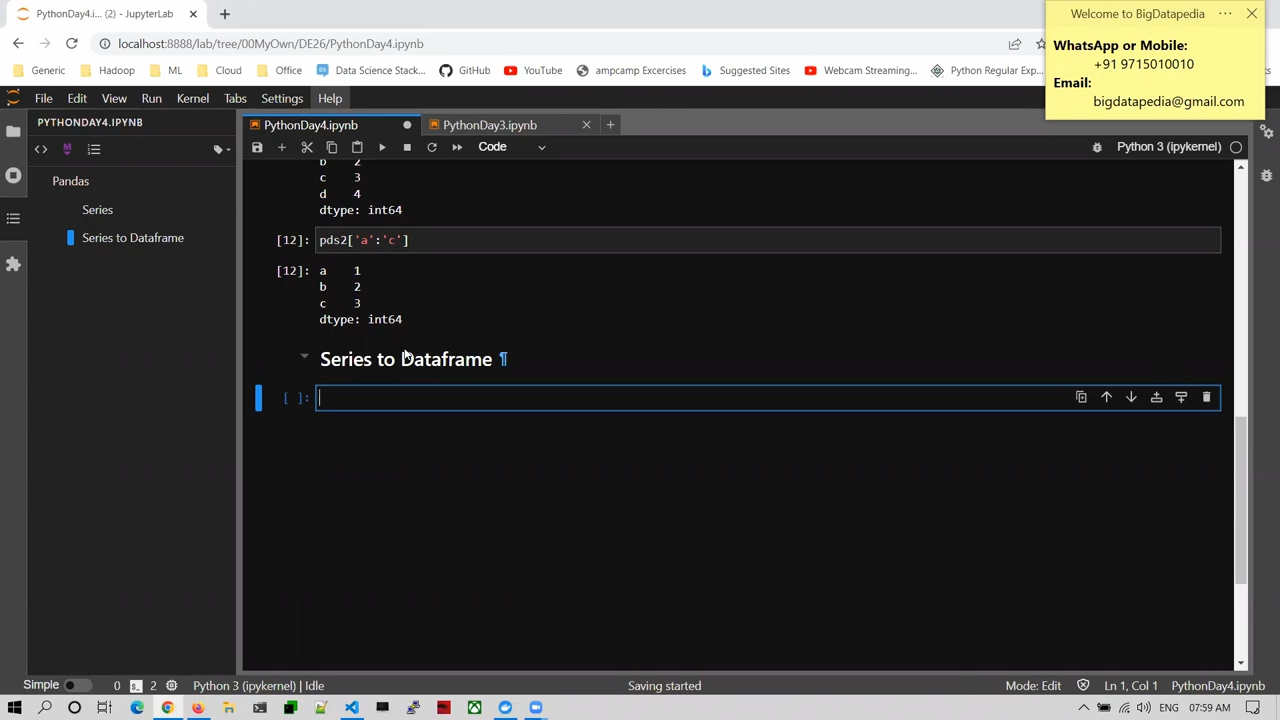 PythonDay4.i... (2) - JupyterLab
Welcome to BigDatapedia
localhost:8888/lab/tree/00MyOwn/DE26/PythonDay4.ipynb
WhatsApp or Mobile:
+91 9715010010
Email:
bigdatapedia@gmail.com
Generic Hadoop ML Cloud Office Data Science Stack... GitHub YouTube ampcamp Excercises Suggested Sites Webcam Streaming... Python Regular Exp...
File Edit View Run Kernel Tabs Settings Help
PYTHONDAY4.IPYNB
PythonDay4.ipynb PythonDay3.ipynb
Code
Python 3 (ipykernel)
Pandas
Series
Series to Dataframe
b 2
c 3
d 4
dtype: int64
[12]: pds2['a':'c']
[12]: a 1
b 2
c 3
dtype: int64
Series to Dataframe ¶
[ ]:
Simple 0 2 Python 3 (ipykernel) | Idle Saving started Mode: Edit Ln 1, Col 1 PythonDay4.ipynb
ENG 07:59 AM